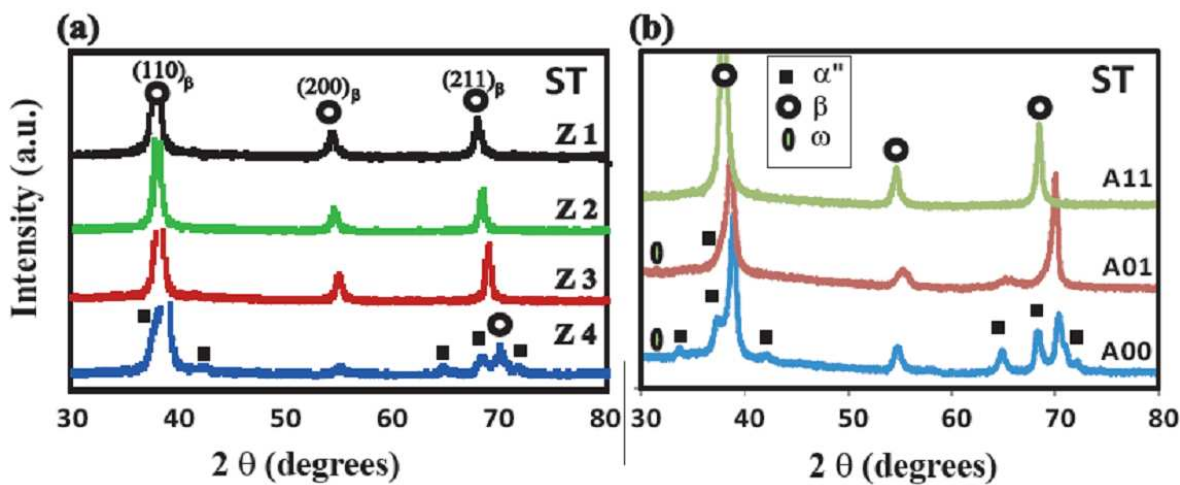 (a)
(110)β
(200)β
(211)β
ST
Z 1
Z 2
Z 3
Z 4
Intensity (a.u.)
30 40 50 60 70 80
2 θ (degrees)
(b)
α"
β
ω
ST
A11
A01
A00
30 40 50 60 70 80
2 θ (degrees)